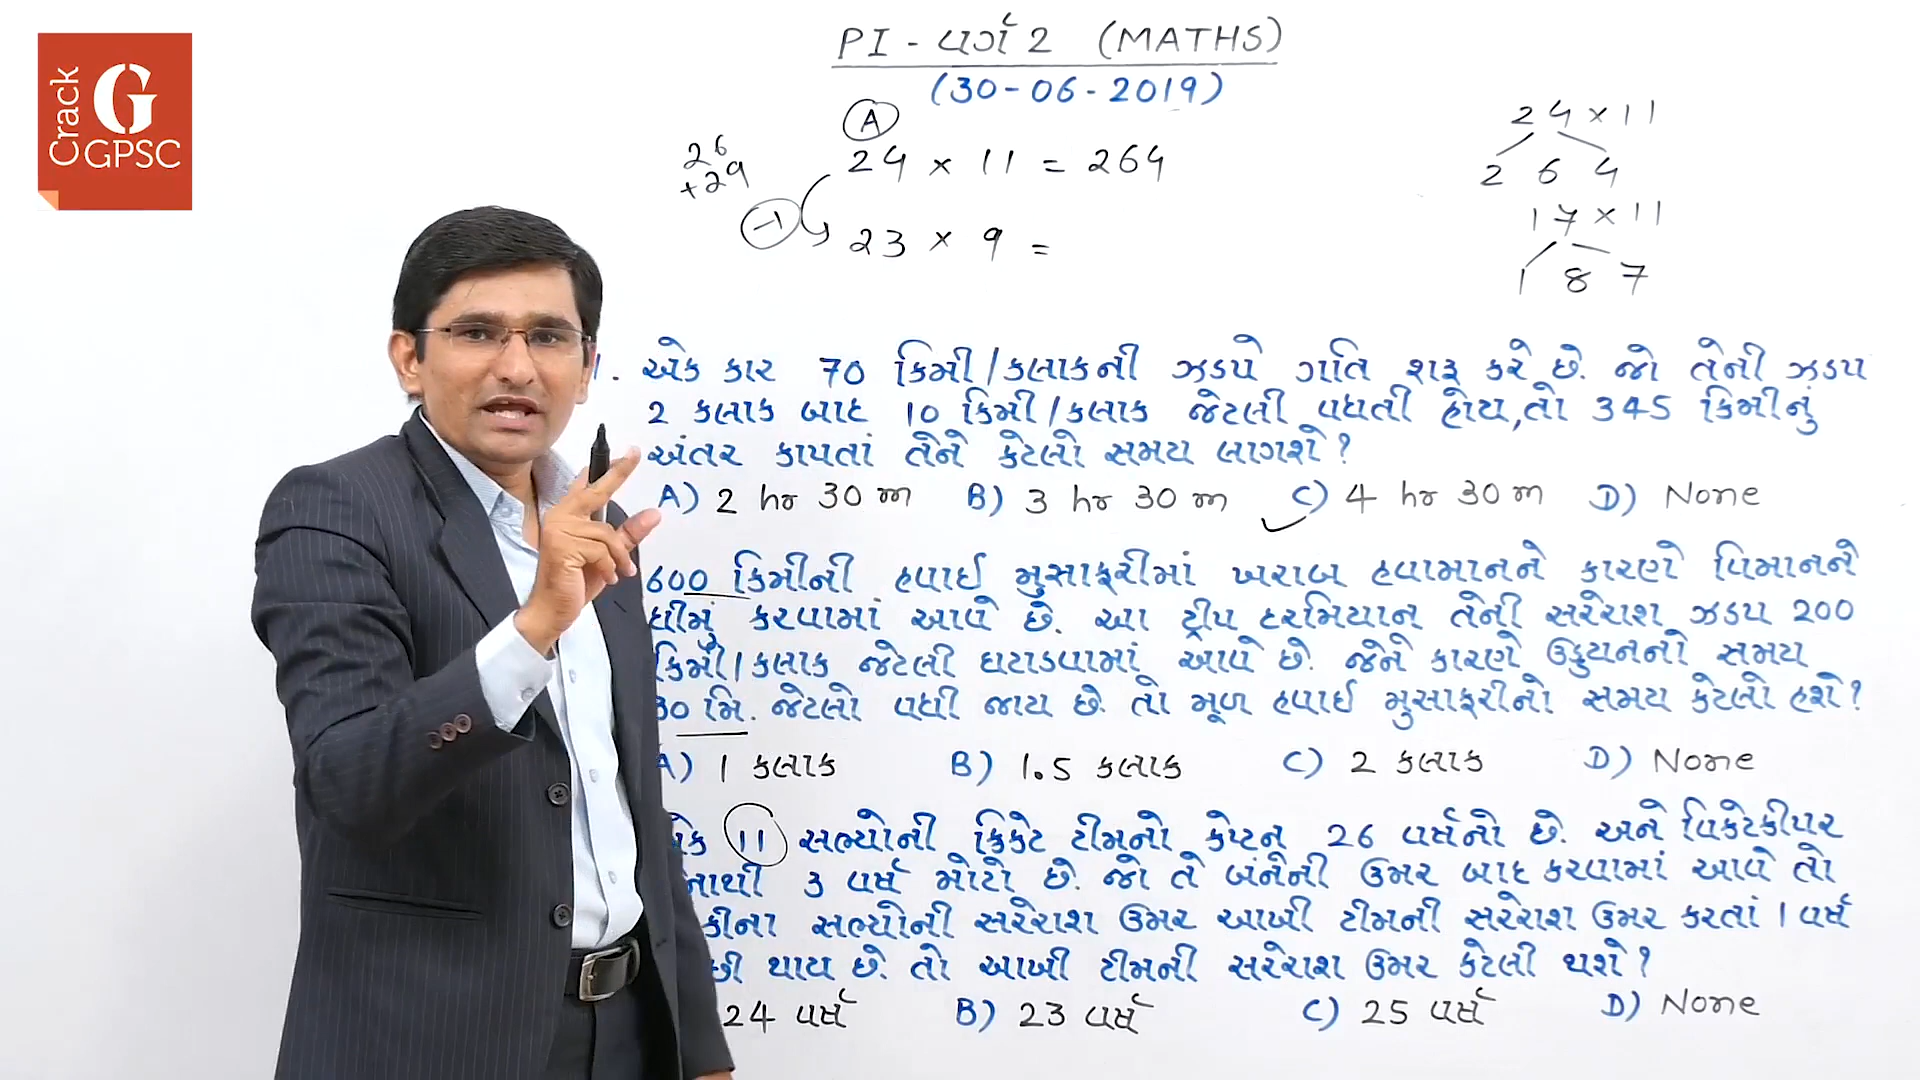 Crack
G
GPSC
PI - વર્ગ 2 (MATHS)
(30-06-2019)
A
26
+29
24 × 11 = 264
-1
23 × 9 =
24 × 11
2 6 4
17 × 11
1 8 7
1. એક કાર 70 કિમી/કલાકની ઝડપે ગતિ શરૂ કરે છે. જો તેની ઝડપ
2 કલાક બાદ 10 કિમી/કલાક જેટલી વધતી હોય, તો 345 કિમીનું
અંતર કાપતાં તેને કેટલો સમય લાગશે?
A) 2 hr 30 m B) 3 hr 30 m C) 4 hr 30 m D) None
600 કિમીની હવાઈ મુસાફરીમાં ખરાબ હવામાનને કારણે વિમાનને
ધીમું કરવામાં આવે છે. આ ટ્રીપ દરમિયાન તેની સરેરાશ ઝડપ 200
કિમી/કલાક જેટલી ઘટાડવામાં આવે છે. જેને કારણે ઉડ્ડયનનો સમય
30 મિ. જેટલો વધી જાય છે. તો મૂળ હવાઈ મુસાફરીનો સમય કેટલો હશે?
A) 1 કલાક B) 1.5 કલાક C) 2 કલાક D) None
11 સભ્યોની ક્રિકેટ ટીમનો કેપ્ટન 26 વર્ષનો છે. અને વિકેટકીપર
3 વર્ષ મોટો છે. જો તે બંનેની ઉમર બાદ કરવામાં આવે તો
સભ્યોની સરેરાશ ઉમર આખી ટીમની સરેરાશ ઉમર કરતાં 1 વર્ષ
થાય છે. તો આખી ટીમની સરેરાશ ઉમર કેટલી થશે?
24 વર્ષ B) 23 વર્ષ C) 25 વર્ષ D) None